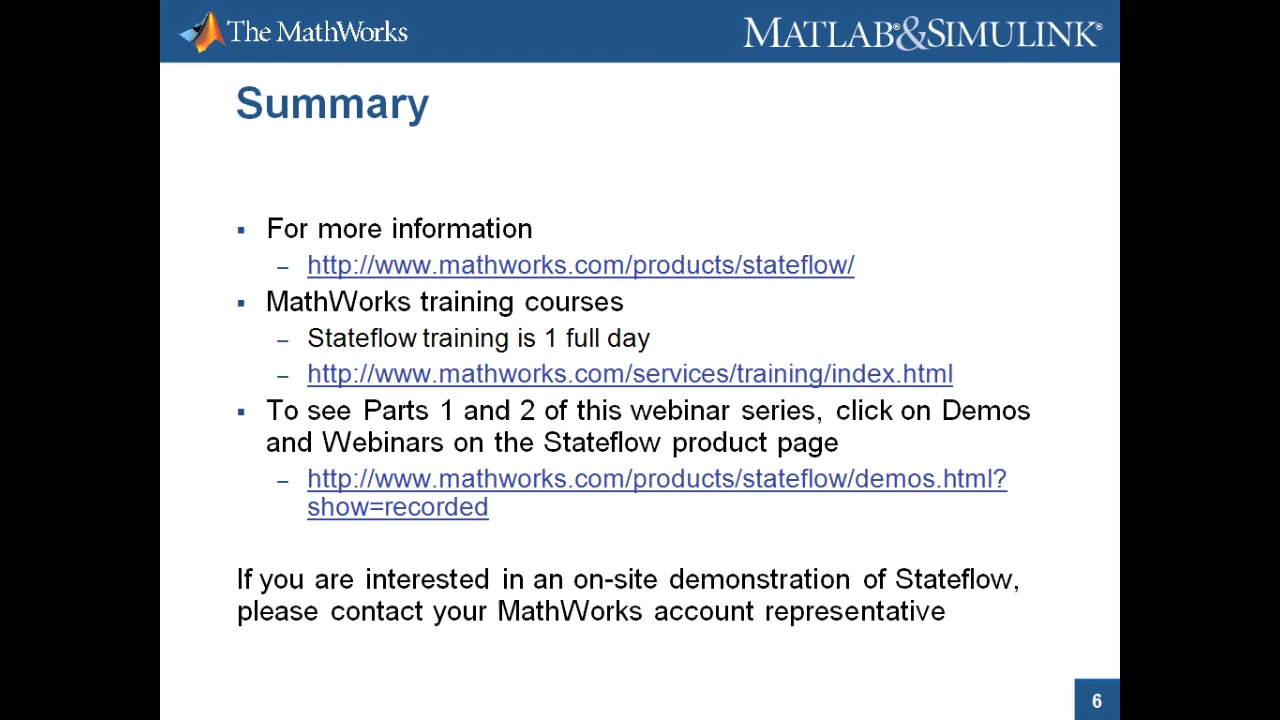 The MathWorks
MATLAB®&SIMULINK®
Summary
▪ For more information
– http://www.mathworks.com/products/stateflow/
▪ MathWorks training courses
– Stateflow training is 1 full day
– http://www.mathworks.com/services/training/index.html
▪ To see Parts 1 and 2 of this webinar series, click on Demos
and Webinars on the Stateflow product page
– http://www.mathworks.com/products/stateflow/demos.html?
show=recorded
If you are interested in an on-site demonstration of Stateflow,
please contact your MathWorks account representative
6